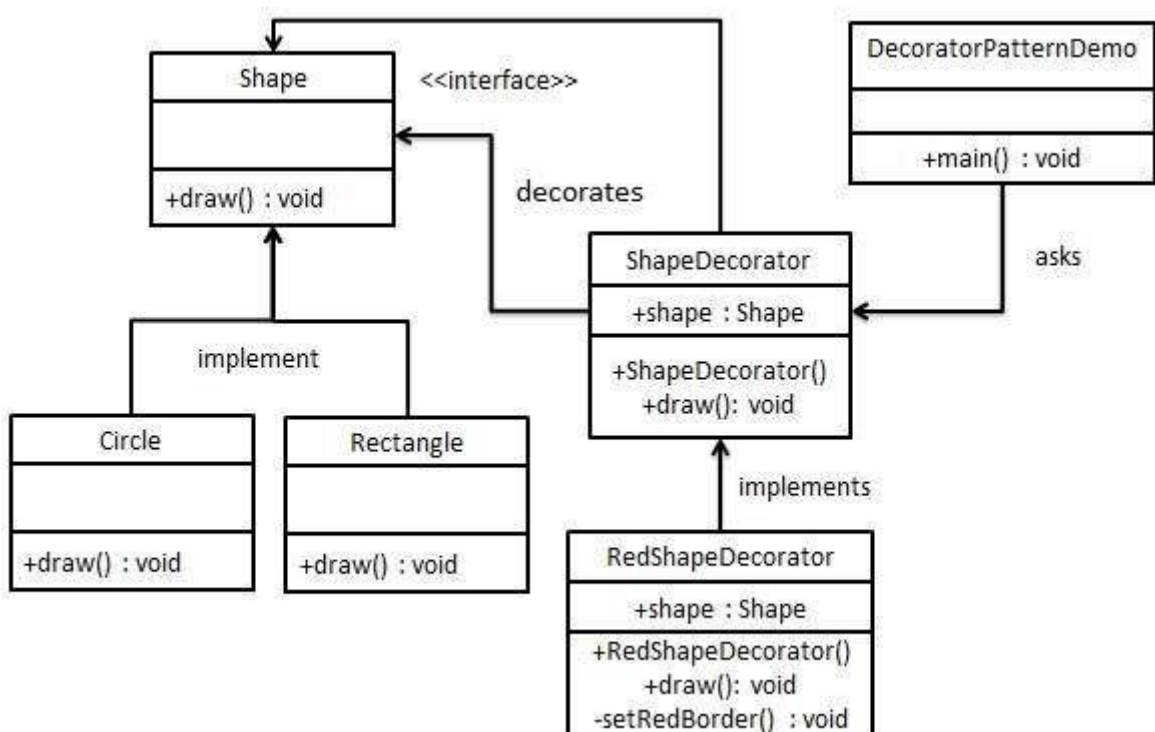 Shape
<<interface>>
+draw() : void
DecoratorPatternDemo
+main() : void
decorates
asks
ShapeDecorator
+shape : Shape
+ShapeDecorator()
+draw(): void
implement
Circle
+draw() : void
Rectangle
+draw() : void
implements
RedShapeDecorator
+shape : Shape
+RedShapeDecorator()
+draw(): void
-setRedBorder() : void